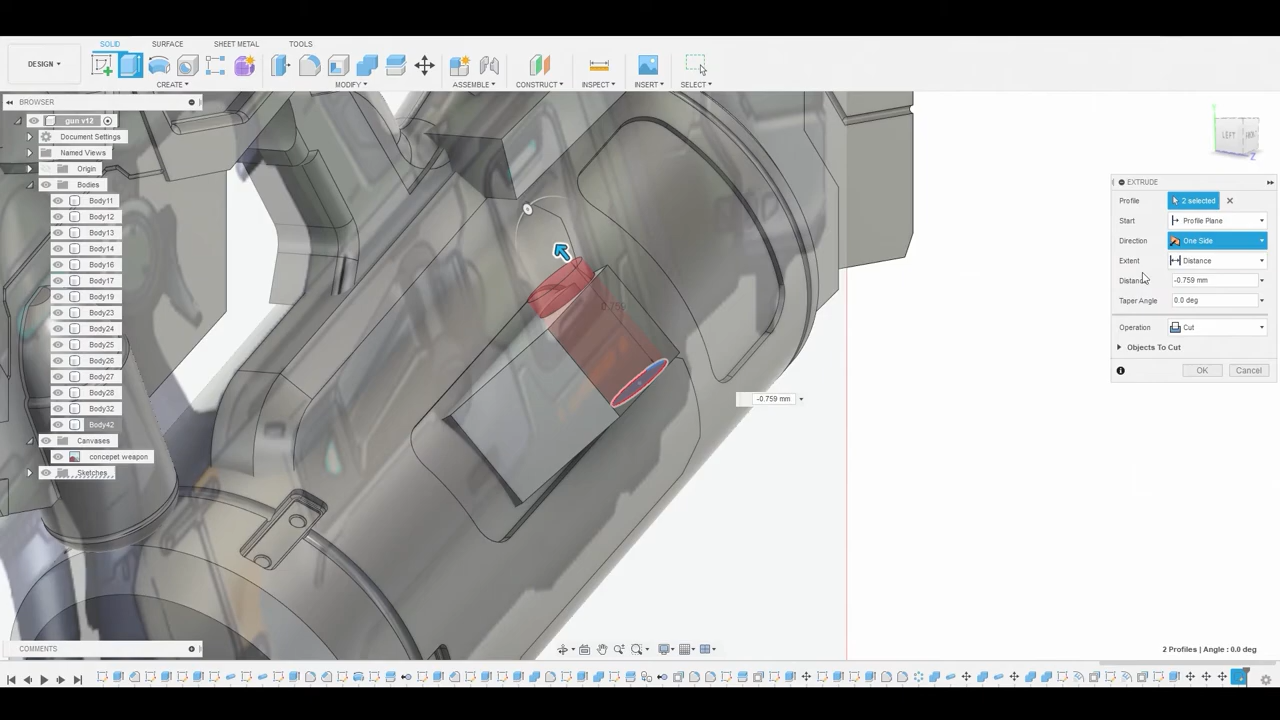 SOLID SURFACE SHEET METAL TOOLS
DESIGN
CREATE MODIFY ASSEMBLE CONSTRUCT INSPECT INSERT SELECT
BROWSER
gun v12
Document Settings
Named Views
Origin
Bodies
Body11
Body12
Body13
Body14
Body16
Body17
Body19
Body23
Body24
Body25
Body26
Body27
Body28
Body32
Body42
Canvases
concepet weapon
Sketches
LEFT
Z
EXTRUDE
Profile 2 selected
Start Profile Plane
Direction One Side
Extent Distance
Distance -0.759 mm
Taper Angle 0.0 deg
Operation Cut
Objects To Cut
OK Cancel
0.759
-0.759 mm
COMMENTS
2 Profiles | Angle : 0.0 deg